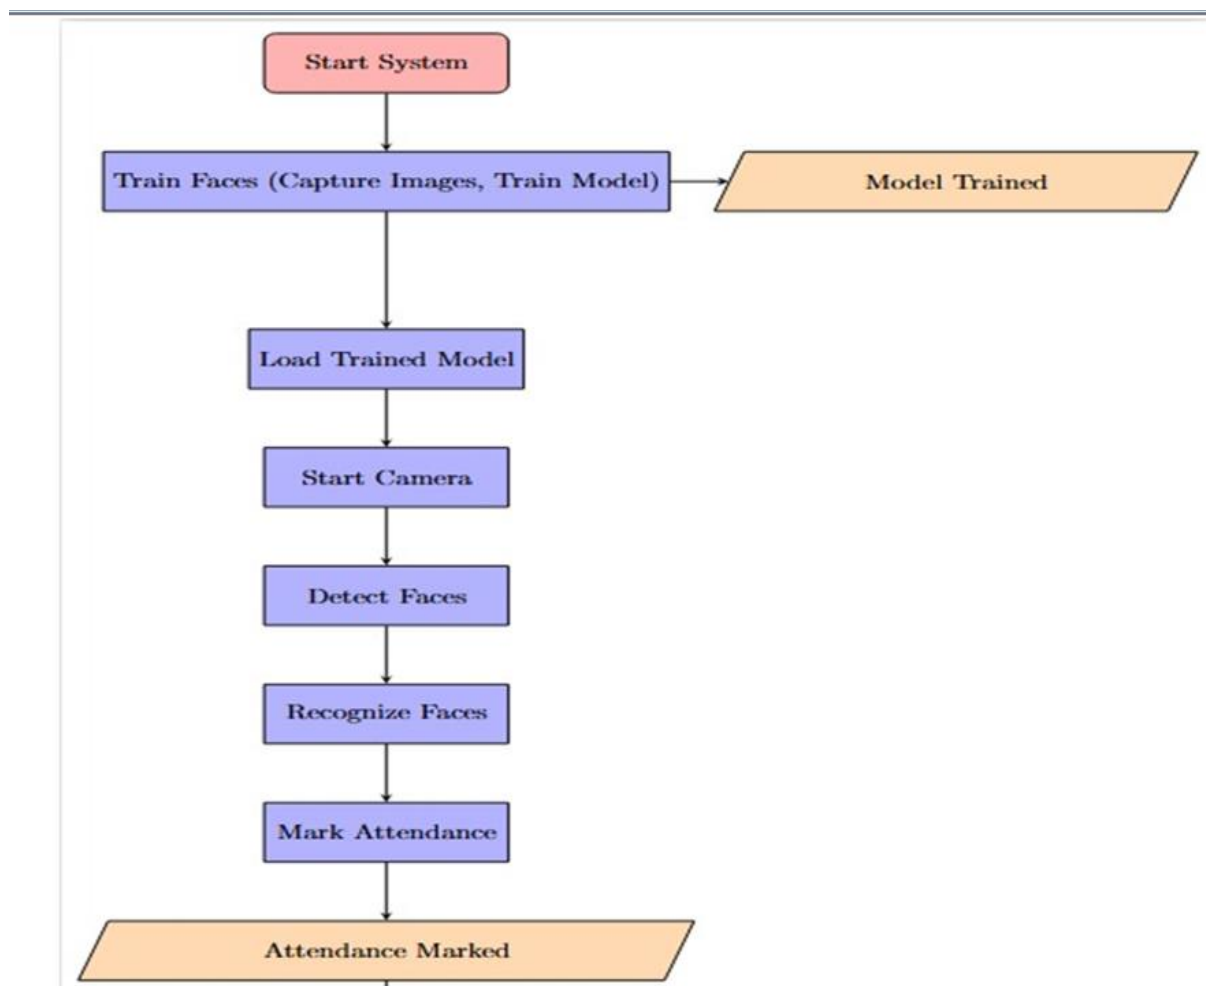 Start System
Train Faces (Capture Images, Train Model)
Model Trained
Load Trained Model
Start Camera
Detect Faces
Recognize Faces
Mark Attendance
Attendance Marked